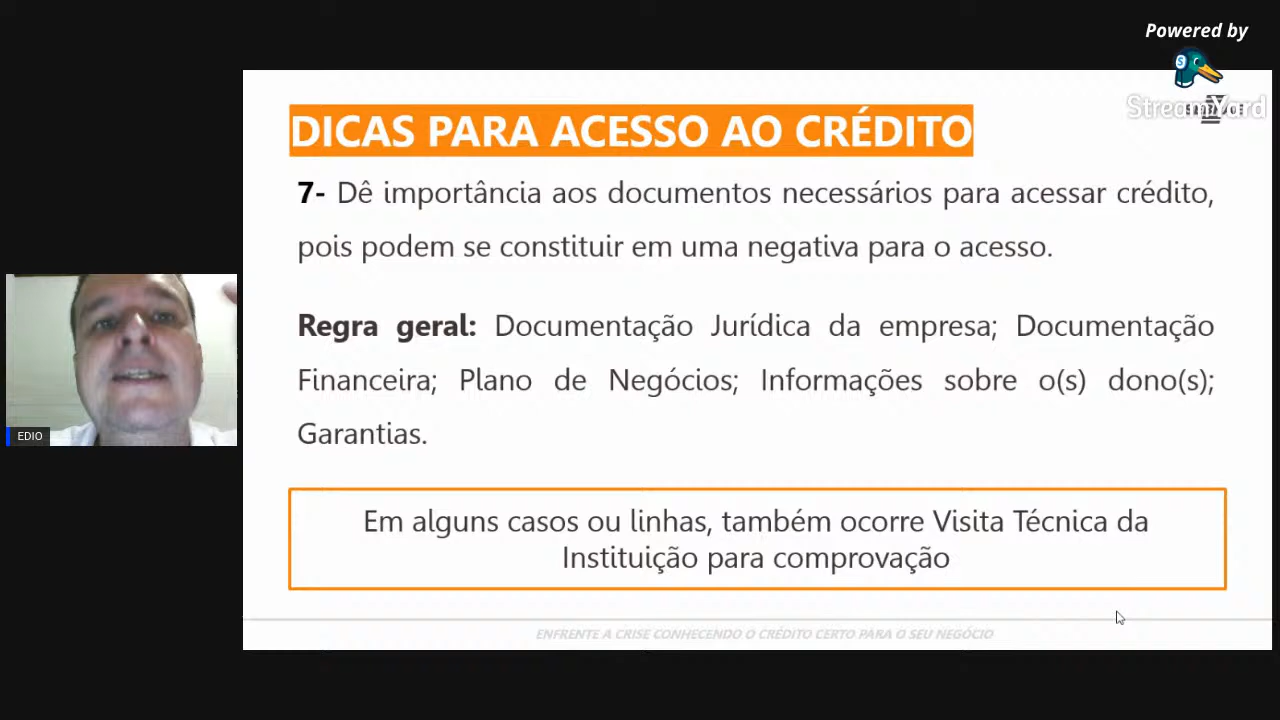 Powered by
StreamYard
DICAS PARA ACESSO AO CRÉDITO
7- Dê importância aos documentos necessários para acessar crédito,
pois podem se constituir em uma negativa para o acesso.
Regra geral: Documentação Jurídica da empresa; Documentação
Financeira; Plano de Negócios; Informações sobre o(s) dono(s);
Garantias.
EDIO
Em alguns casos ou linhas, também ocorre Visita Técnica da
Instituição para comprovação
ENFRENTE A CRISE CONHECENDO O CRÉDITO CERTO PARA O SEU NEGÓCIO